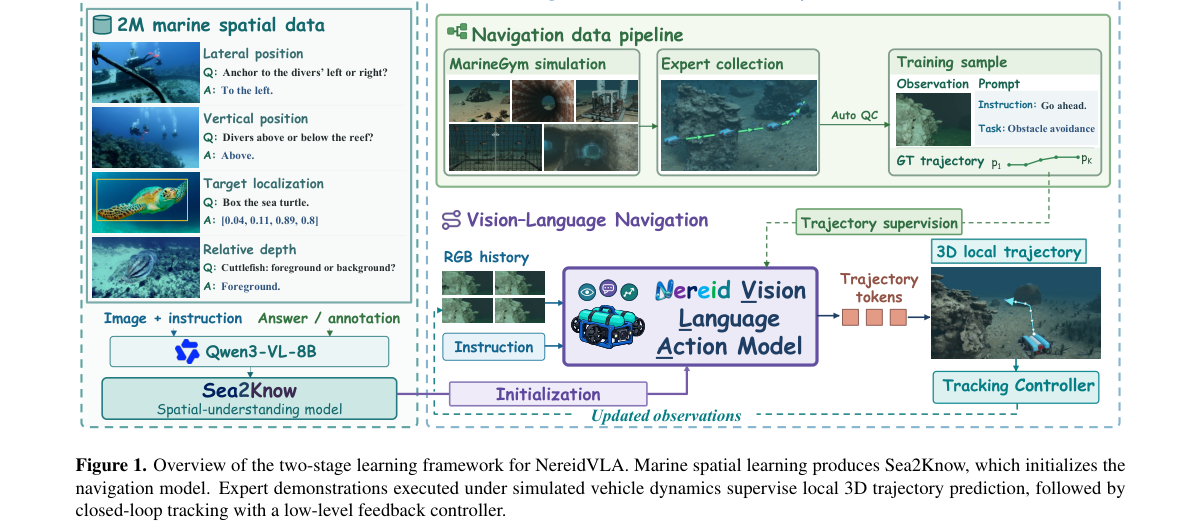 2M marine spatial data
Lateral position
Q: Anchor to the divers' left or right?
A: To the left.
Vertical position
Q: Divers above or below the reef?
A: Above.
Target localization
Q: Box the sea turtle.
A: [0.04, 0.11, 0.89, 0.8]
Relative depth
Q: Cuttlefish: foreground or background?
A: Foreground.
Image + instruction
Answer / annotation
Qwen3-VL-8B
Sea2Know
Spatial-understanding model
Navigation data pipeline
MarineGym simulation
Expert collection
Auto QC
Training sample
Observation
Prompt
Instruction: Go ahead.
Task: Obstacle avoidance
GT trajectory p1 pK
Vision-Language Navigation
Trajectory supervision
RGB history
Instruction
Nereid Vision
Language
Action Model
Trajectory
tokens
3D local trajectory
Tracking Controller
Initialization
Updated observations
Figure 1. Overview of the two-stage learning framework for NereidVLA. Marine spatial learning produces Sea2Know, which initializes the
navigation model. Expert demonstrations executed under simulated vehicle dynamics supervise local 3D trajectory prediction, followed by
closed-loop tracking with a low-level feedback controller.